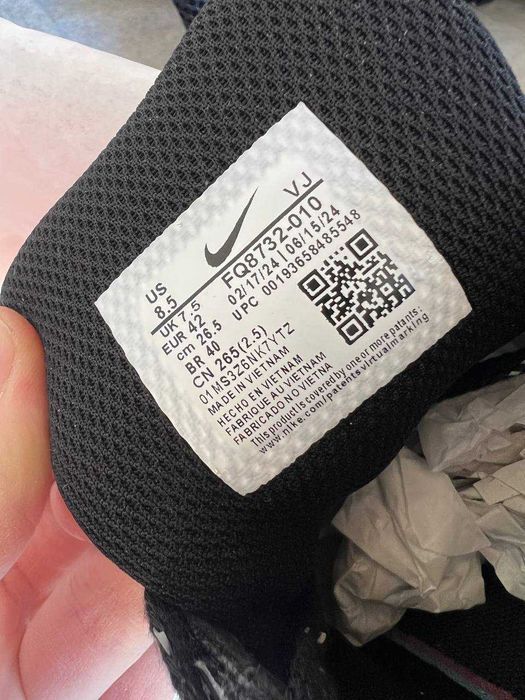 US
8.5
VJ
UK 7.5
EUR 42
cm 26.5
BR 40
CN 265(2.5)
FQ8732-010
02/17/24 | 06/15/24
UPC 00193658485548
01MS3Z6NK7YTZ
MADE IN VIETNAM
HECHO EN VIETNAM
FABRIQUE AU VIETNAM
FABRICADO NO VIETNA
This product is covered by one or more patents:
www.nike.com/patents.virtualmarking